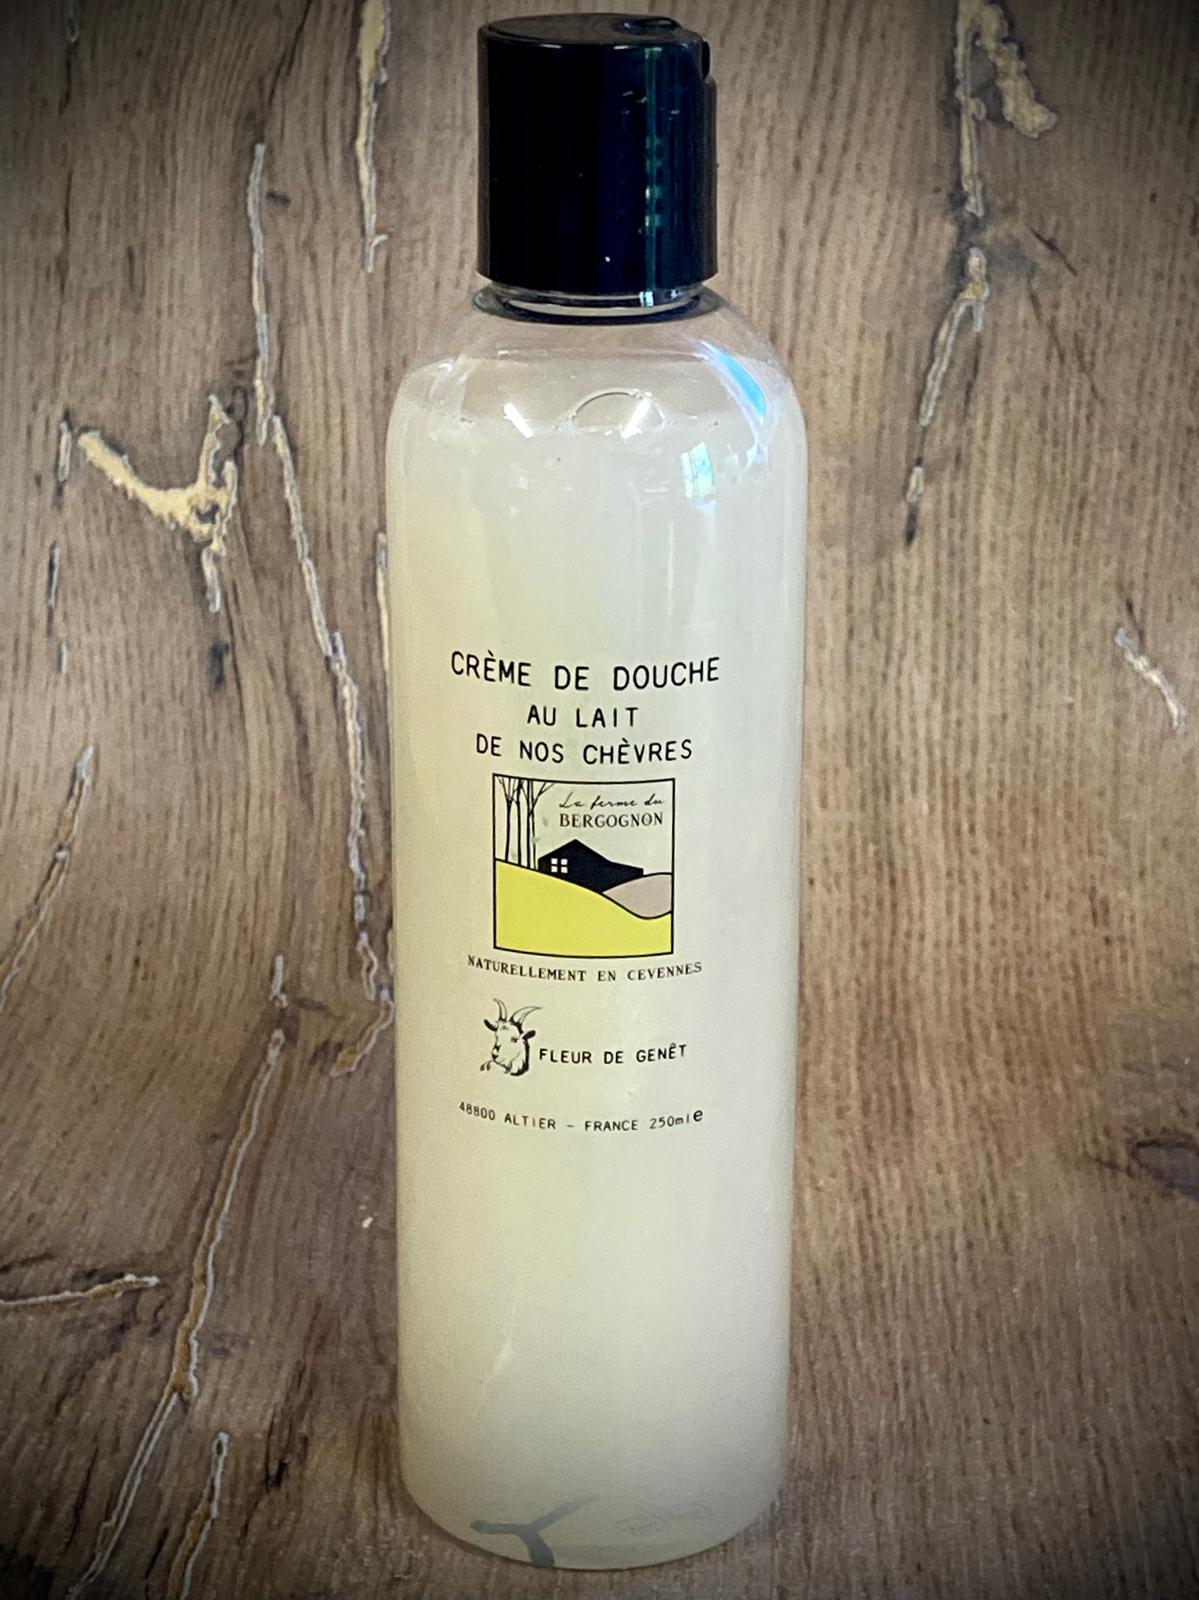 CRÈME DE DOUCHE
AU LAIT
DE NOS CHÈVRES
La ferme du
BERGOGNON
NATURELLEMENT EN CEVENNES
FLEUR DE GENÊT
48800 ALTIER - FRANCE 250ml e